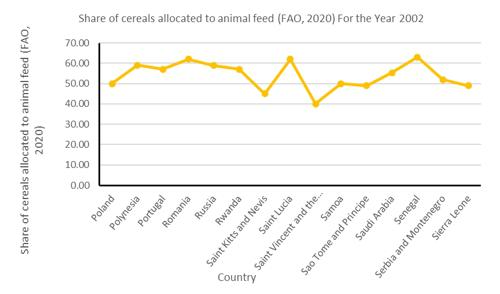 Share of cereals allocated to animal feed (FAO, 2020) For the Year 2002
Share of cereals allocated to animal feed (FAO,
2020)
70.00
60.00
50.00
40.00
30.00
20.00
10.00
0.00
Poland
Polynesia
Portugal
Romania
Russia
Rwanda
Saint Kitts and Nevis
Saint Lucia
Saint Vincent and the...
Samoa
Sao Tome and Principe
Saudi Arabia
Senegal
Serbia and Montenegro
Sierra Leone
Country